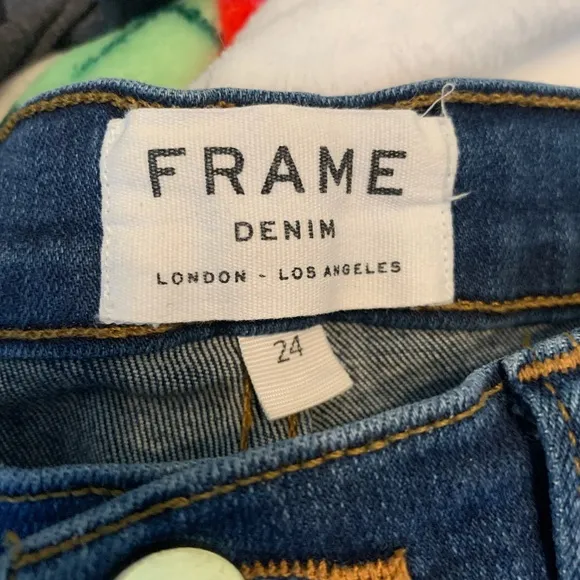 FRAME
DENIM
LONDON - LOS ANGELES
24